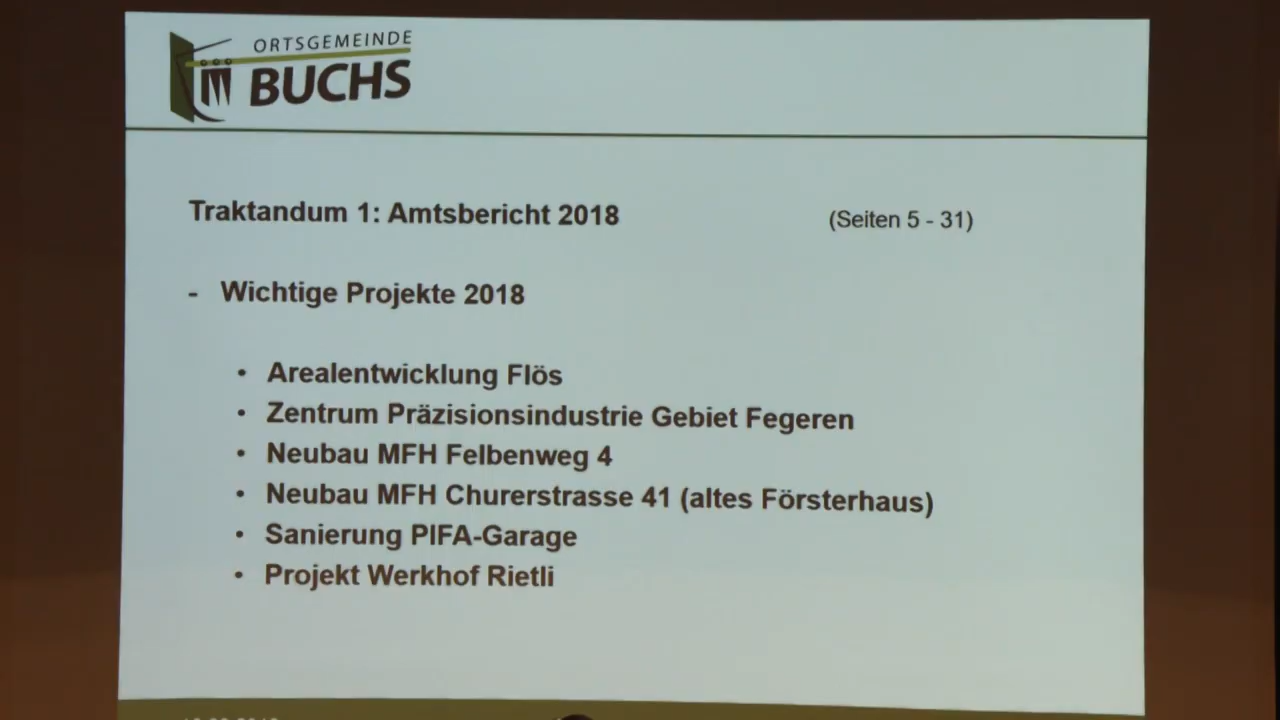 ORTSGEMEINDE
BUCHS
Traktandum 1: Amtsbericht 2018 (Seiten 5 - 31)
- Wichtige Projekte 2018
• Arealentwicklung Flös
• Zentrum Präzisionsindustrie Gebiet Fegeren
• Neubau MFH Felbenweg 4
• Neubau MFH Churerstrasse 41 (altes Försterhaus)
• Sanierung PIFA-Garage
• Projekt Werkhof Rietli